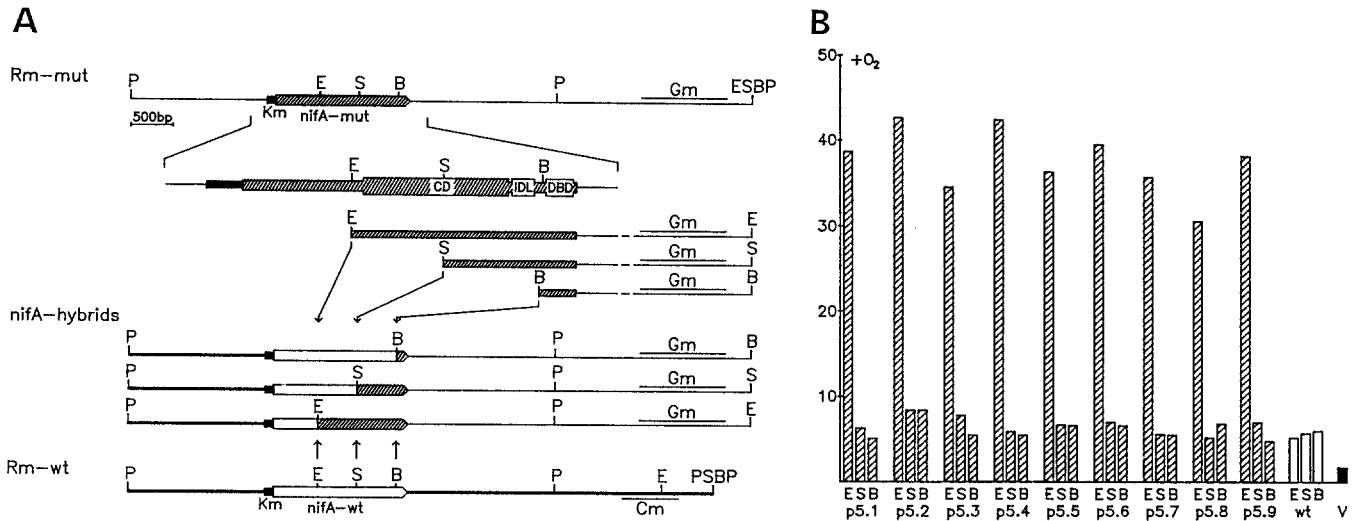 A
Rm-mut
P
E S B
P
Gm
ESBP
Km
nifA-mut
500bp
E
S
B
CD
IDL
DBD
E
Gm
E
S
Gm
S
B
Gm
B
nifA-hybrids
P
B
P
Gm
B
P
S
P
Gm
S
P
E
P
Gm
E
Rm-wt
P
E S B
P
E
PSBP
Km
nifA-wt
Cm
B
50
+O₂
40
30
20
10
ESB ESB ESB ESB ESB ESB ESB ESB ESB ESB
p5.1 p5.2 p5.3 p5.4 p5.5 p5.6 p5.7 p5.8 p5.9 wt V